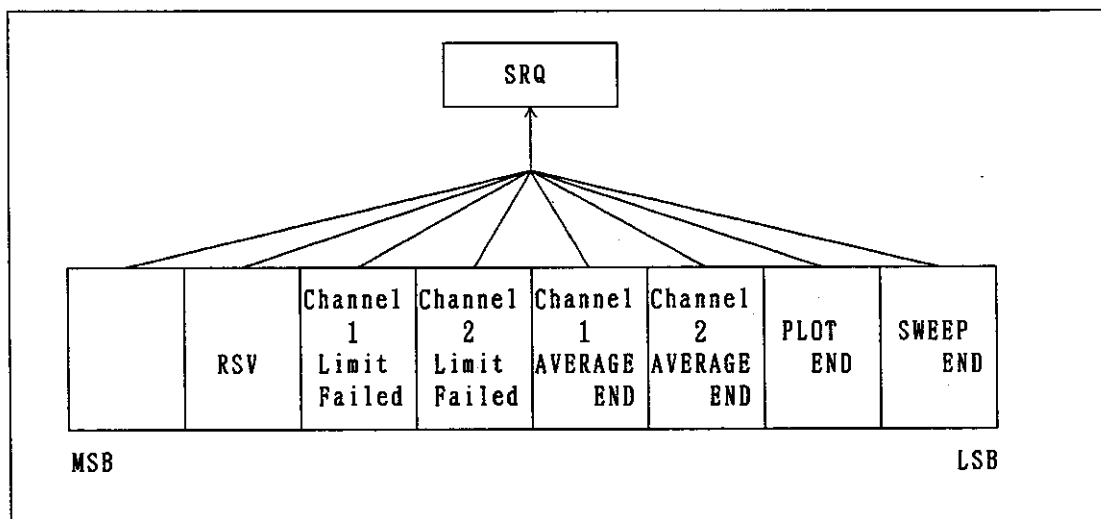 SRQ
RSV
Channel
1
Limit
Failed
Channel
2
Limit
Failed
Channel
1
AVERAGE
END
Channel
2
AVERAGE
END
PLOT
END
SWEEP
END
MSB
LSB